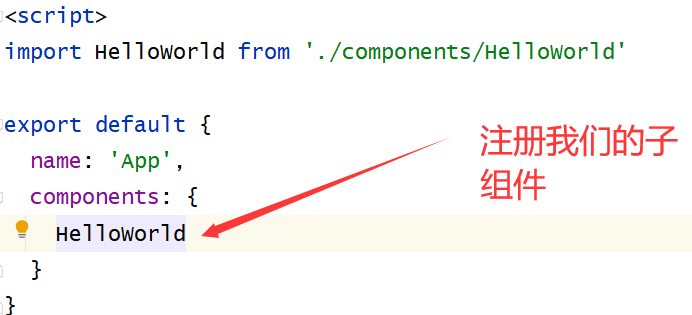 <script>
import HelloWorld from './components/HelloWorld'
export default {
name: 'App',
components: {
HelloWorld
}
}
注册我们的子
组件